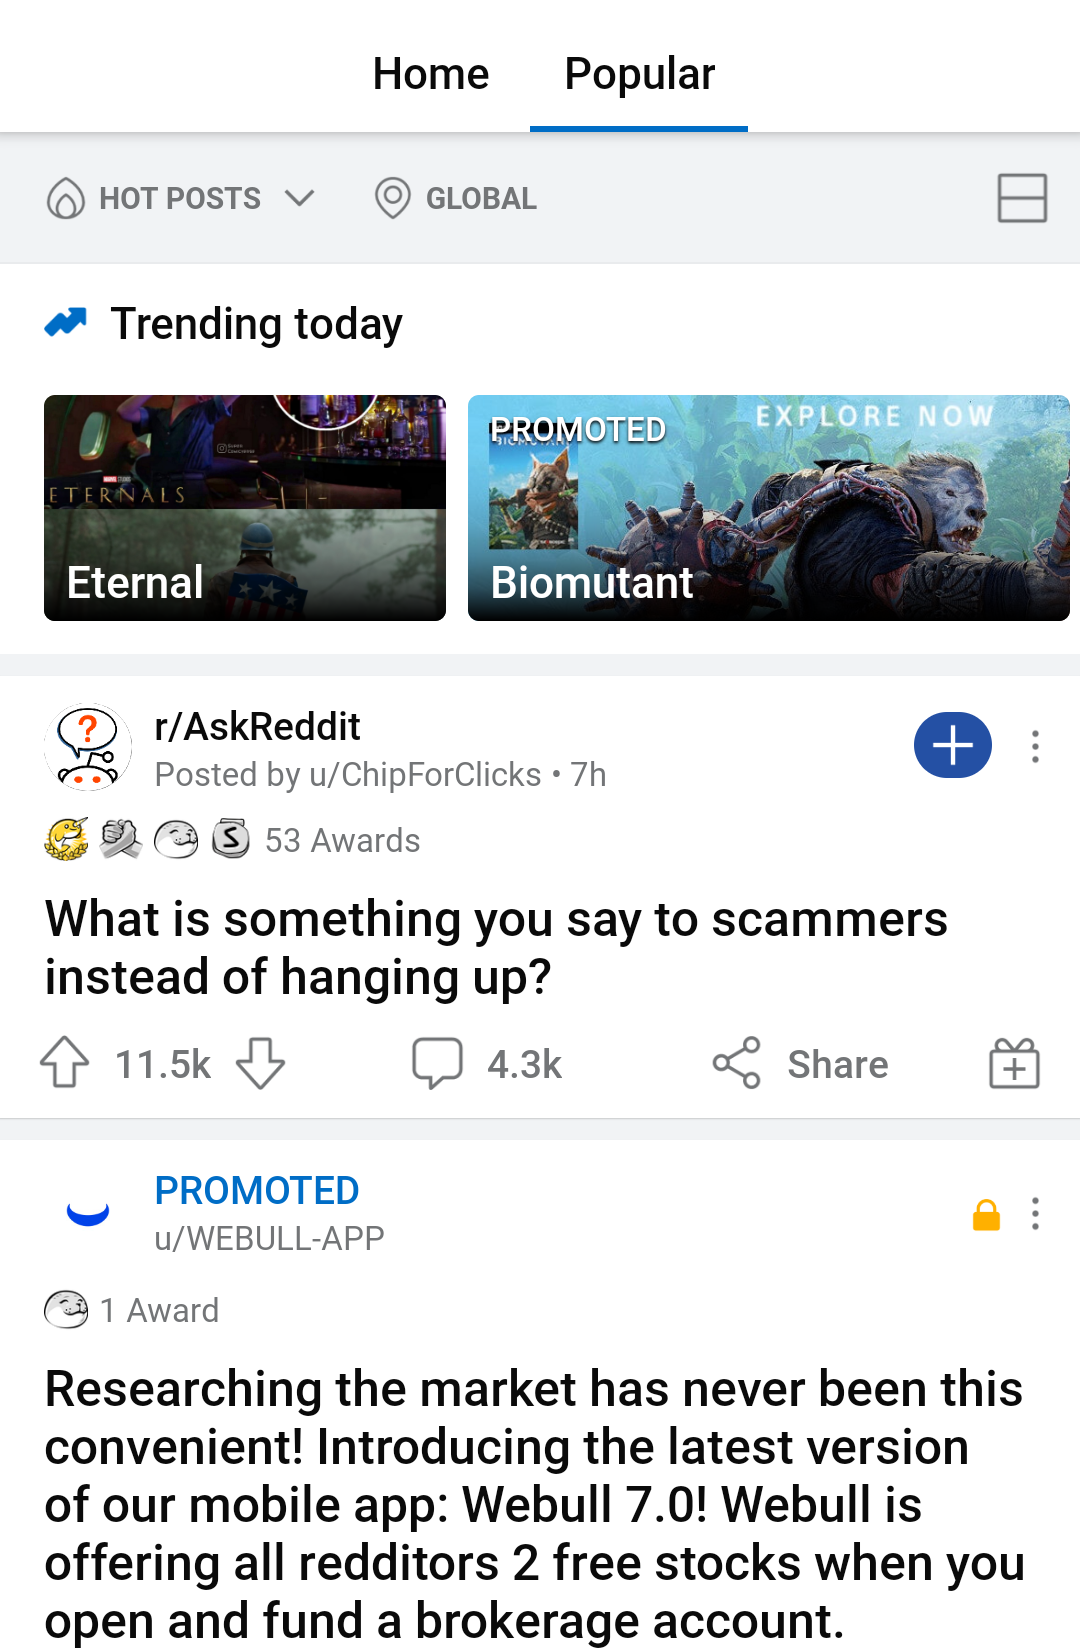 Home Popular
HOT POSTS GLOBAL
Trending today
ETERNALS
Eternal
PROMOTED
EXPLORE NOW
BIOMUTANT
Biomutant
r/AskReddit
Posted by u/ChipForClicks • 7h
S 53 Awards
What is something you say to scammers
instead of hanging up?
11.5k 4.3k Share
PROMOTED
u/WEBULL-APP
1 Award
Researching the market has never been this
convenient! Introducing the latest version
of our mobile app: Webull 7.0! Webull is
offering all redditors 2 free stocks when you
open and fund a brokerage account.